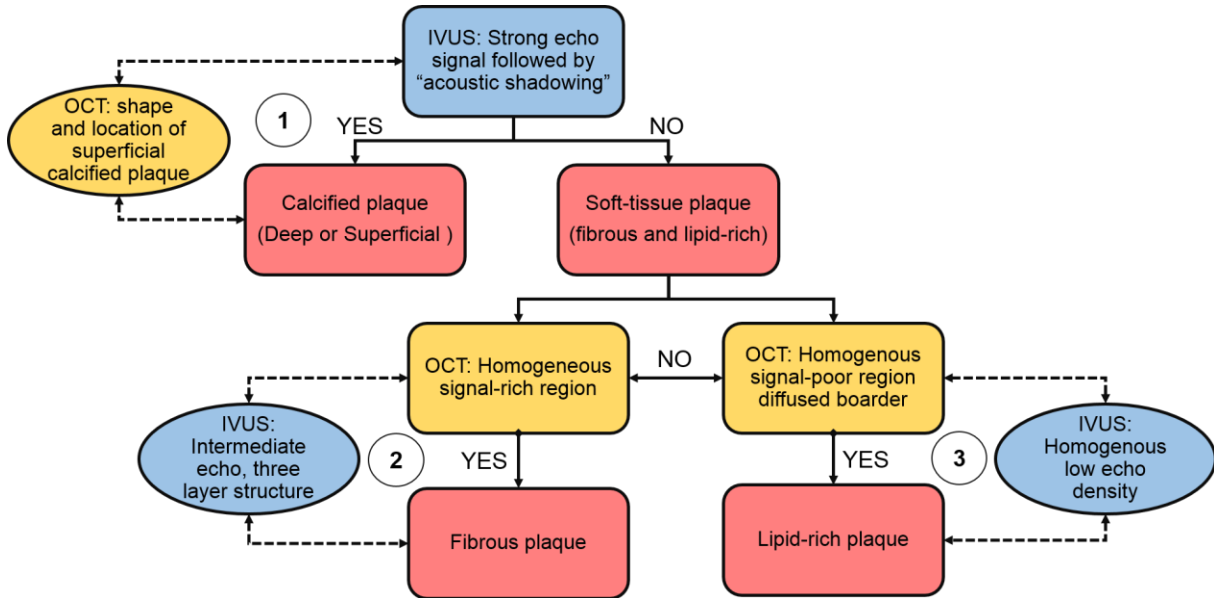 IVUS: Strong echo
signal followed by
“acoustic shadowing”
OCT: shape
and location of
superficial
calcified plaque
1
YES
NO
Calcified plaque
(Deep or Superficial )
Soft-tissue plaque
(fibrous and lipid-rich)
OCT: Homogeneous
signal-rich region
NO
OCT: Homogenous
signal-poor region
diffused boarder
IVUS:
Intermediate
echo, three
layer structure
2
YES
YES
3
IVUS:
Homogenous
low echo
density
Fibrous plaque
Lipid-rich plaque